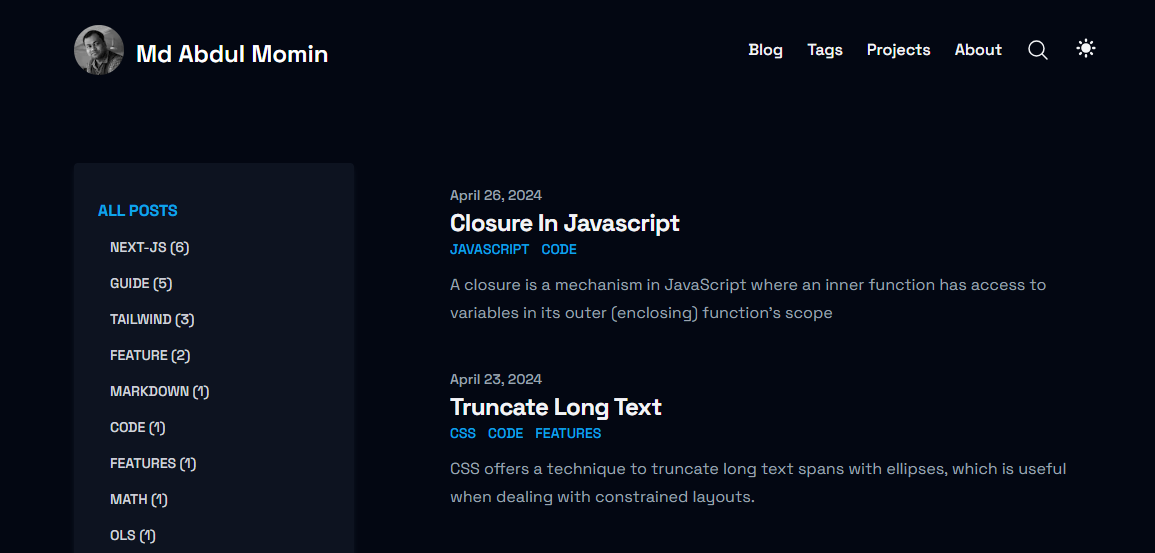 Md Abdul Momin
Blog Tags Projects About
ALL POSTS
NEXT-JS (6)
GUIDE (5)
TAILWIND (3)
FEATURE (2)
MARKDOWN (1)
CODE (1)
FEATURES (1)
MATH (1)
OLS (1)
April 26, 2024
Closure In Javascript
JAVASCRIPT CODE
A closure is a mechanism in JavaScript where an inner function has access to
variables in its outer (enclosing) function's scope
April 23, 2024
Truncate Long Text
CSS CODE FEATURES
CSS offers a technique to truncate long text spans with ellipses, which is useful
when dealing with constrained layouts.